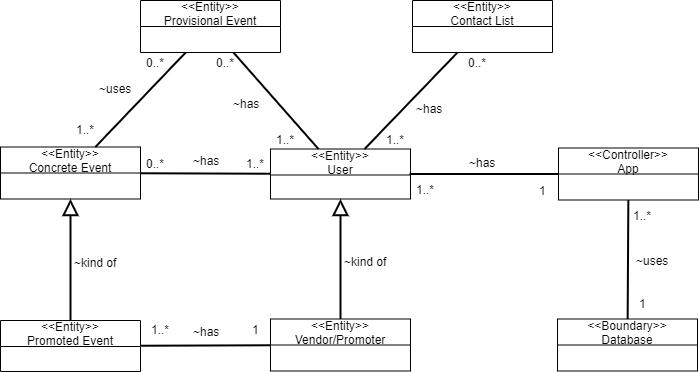 <<Entity>>
Provisional Event
<<Entity>>
Contact List
0..*
0..*
0..*
~uses
~has
~has
1..*
1..*
1..*
<<Entity>>
Concrete Event
0..*
~has
1..*
<<Entity>>
User
~has
1..*
1
<<Controller>>
App
1..*
~kind of
~kind of
~uses
1
<<Entity>>
Promoted Event
1..*
~has
1
<<Entity>>
Vendor/Promoter
<<Boundary>>
Database